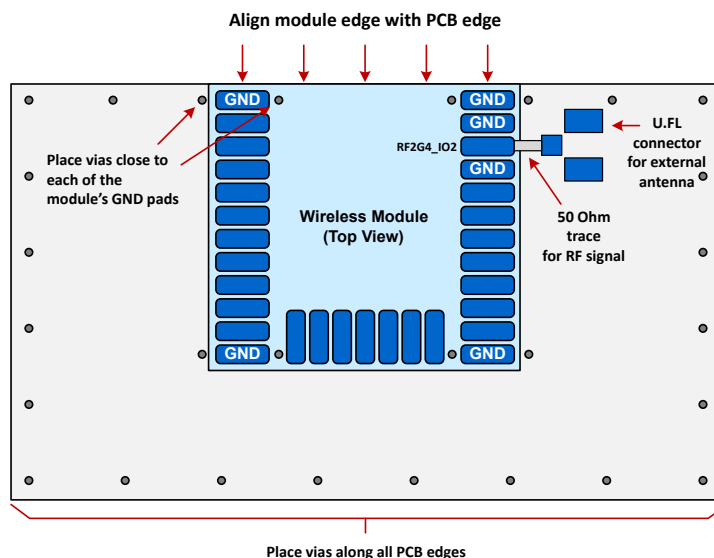 Align module edge with PCB edge
GND
GND
GND
U.FL
connector
for external
antenna
RF2G4_IO2
Place vias close to
each of the
module's GND pads
GND
50 Ohm
trace
for RF signal
Wireless Module
(Top View)
GND
GND
Place vias along all PCB edges